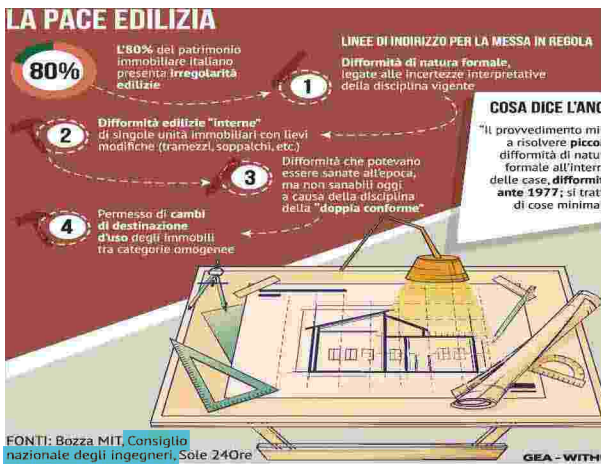 LA PACE EDILIZIA
80%
L'80% del patrimonio
immobiliare italiano
presenta irregolarità
edilizie
LINEE DI INDIRIZZO PER LA MESSA IN REGOLA
1
Difformità di natura formale,
legate alle incertezze interpretative
della disciplina vigente
2
Difformità edilizie "interne"
di singole unità immobiliari con lievi
modifiche (tramezzi, soppalchi, etc.)
3
Difformità che potevano
essere sanate all'epoca,
ma non sanabili oggi
a causa della disciplina
della "doppia conforme"
4
Permesso di cambi
di destinazione
d'uso degli immobili
tra categorie omogenee
COSA DICE L'ANC
"Il provvedimento mi
a risolvere picco
difformità di natu
formale all'intern
delle case, difformit
ante 1977; si trat
di cose minima
FONTI: Bozza MIT, Consiglio
nazionale degli ingegneri, Sole 24Ore
GEA - WITH